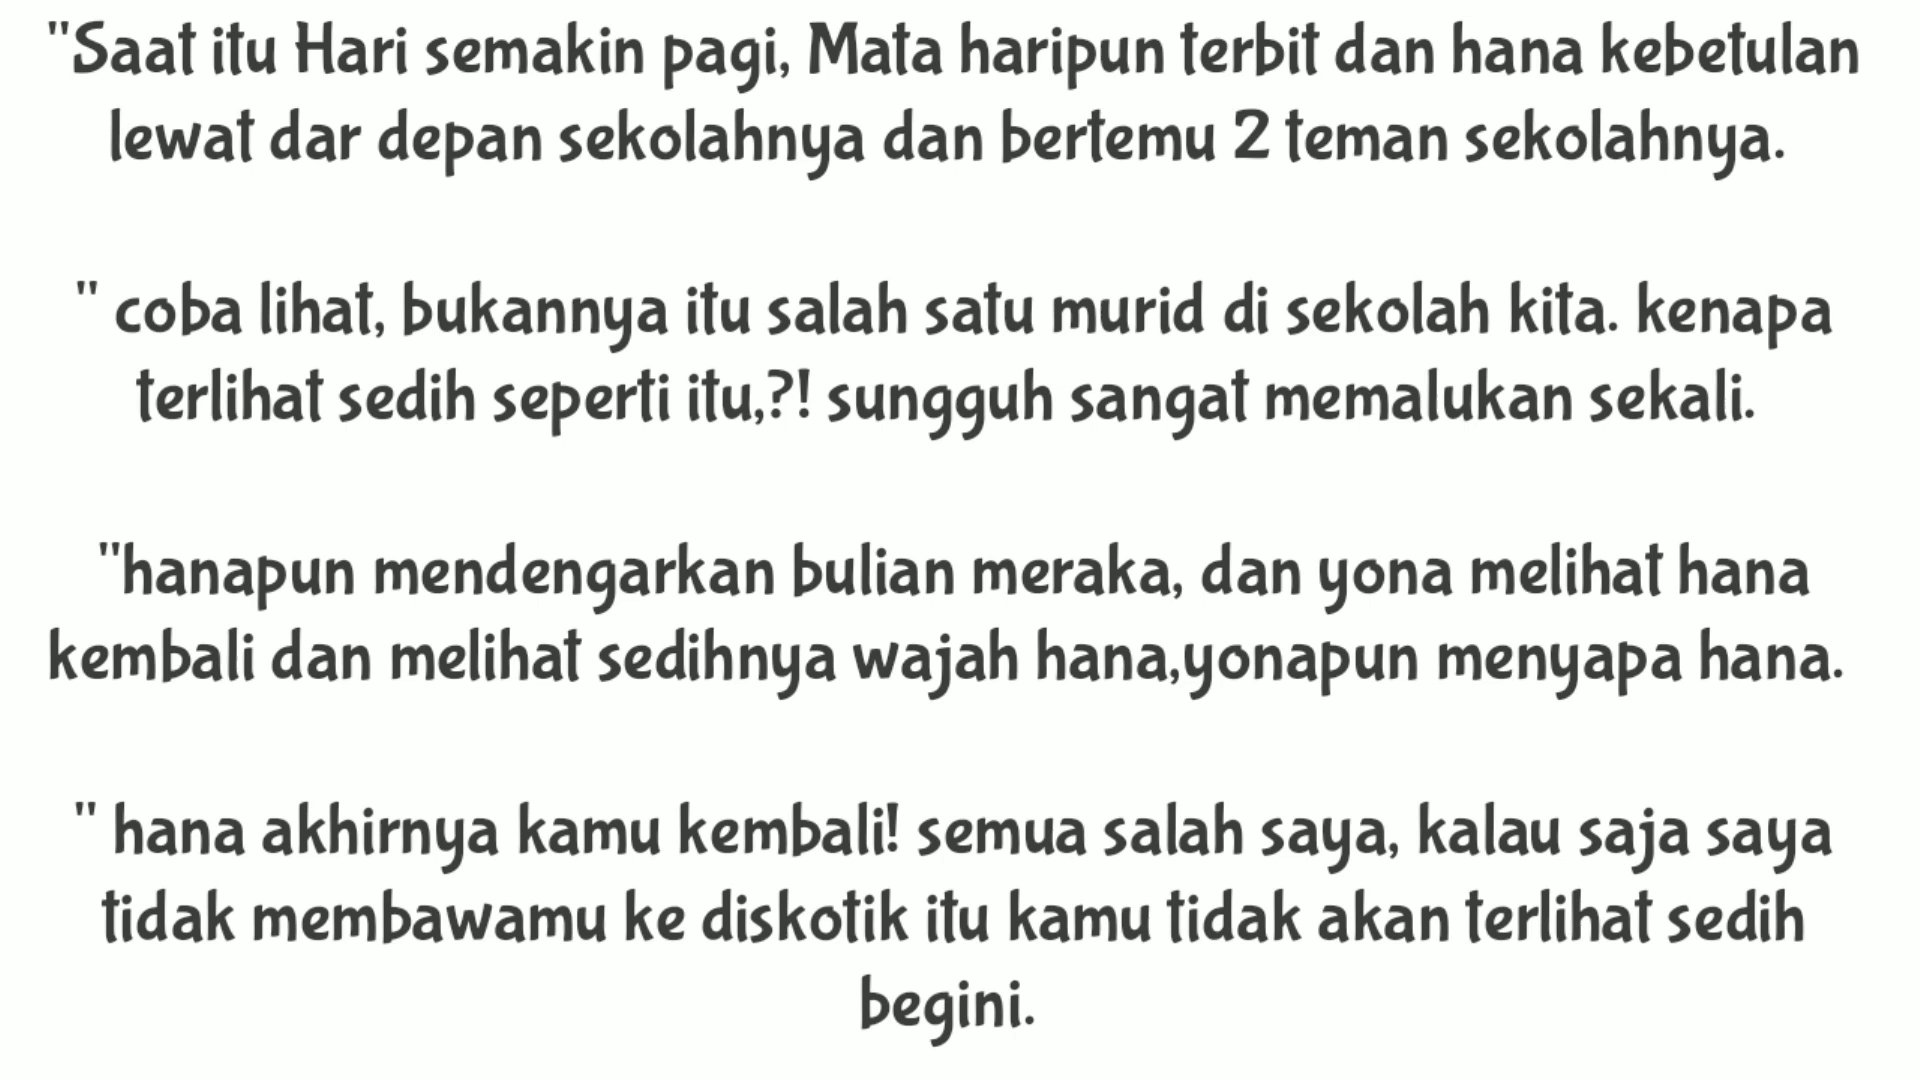 "Saat itu Hari semakin pagi, Mata haripun terbit dan hana kebetulan
lewat dar depan sekolahnya dan bertemu 2 teman sekolahnya.
" coba lihat, bukannya itu salah satu murid di sekolah kita. kenapa
terlihat sedih seperti itu,?! sungguh sangat memalukan sekali.
"hanapun mendengarkan bulian meraka, dan yona melihat hana
kembali dan melihat sedihnya wajah hana,yonapun menyapa hana.
" hana akhirnya kamu kembali! semua salah saya, kalau saja saya
tidak membawamu ke diskotik itu kamu tidak akan terlihat sedih
begini.